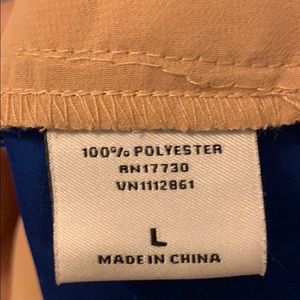 100% POLYESTER
RN17730
VN1112861
L
MADE IN CHINA